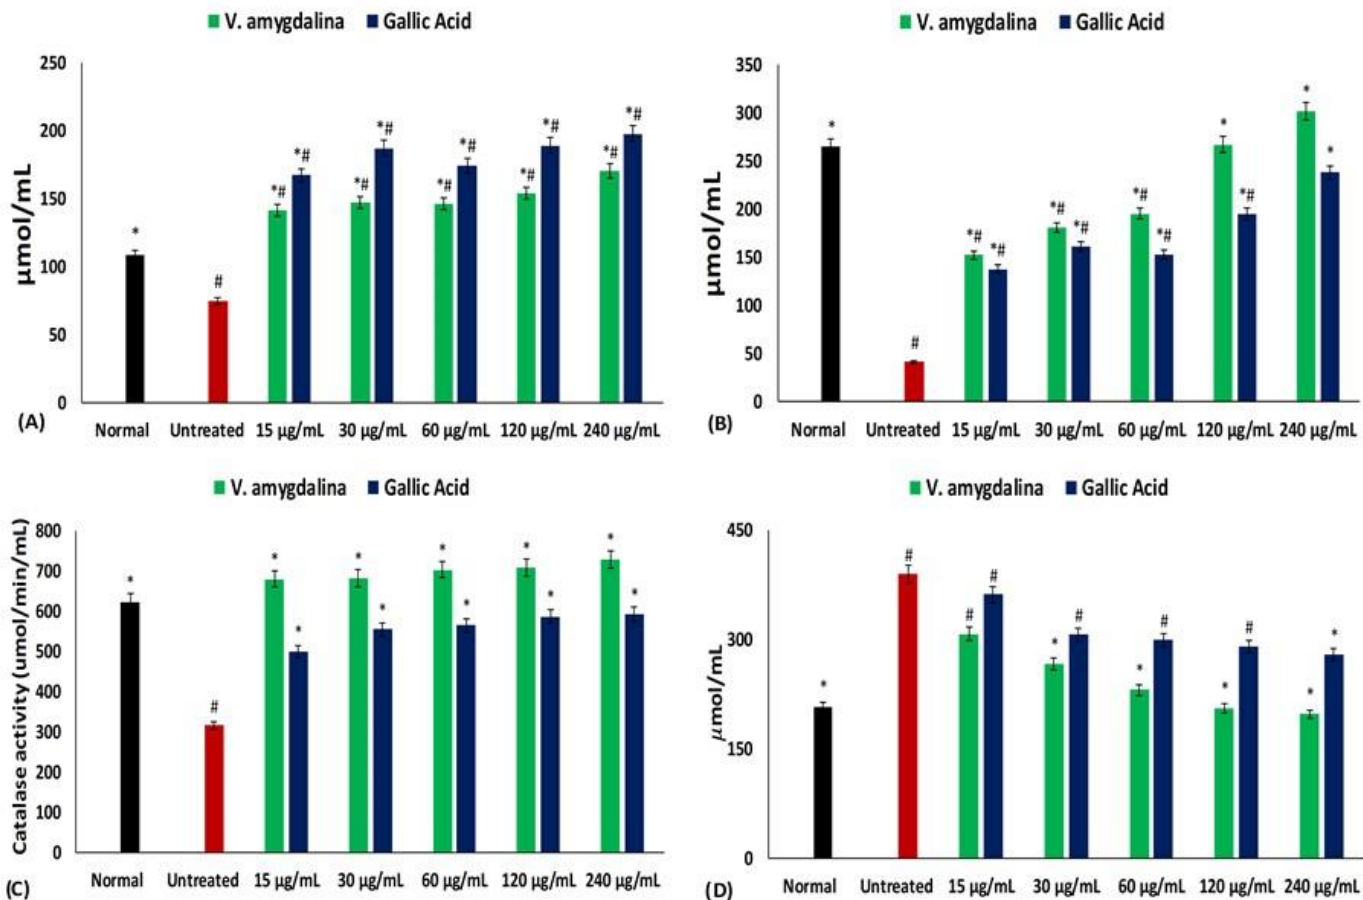 V. amygdalina Gallic Acid
250
200
150
100
50
0
µmol/mL
*
#
*# *# *# *# *# *# *# *# *# *#
(A)
Normal Untreated 15 µg/mL 30 µg/mL 60 µg/mL 120 µg/mL 240 µg/mL
V. amygdalina Gallic Acid
350
300
250
200
150
100
50
0
µmol/mL
*
#
*# *# *# *# *# *# * *# * *
(B)
Normal Untreated 15 µg/mL 30 µg/mL 60 µg/mL 120 µg/mL 240 µg/mL
V. amygdalina Gallic Acid
800
700
600
500
400
300
200
100
0
Catalase activity (umol/min/mL)
*
#
* * * * * * * * * *
(C)
Normal Untreated 15 µg/mL 30 µg/mL 60 µg/mL 120 µg/mL 240 µg/mL
V. amygdalina Gallic Acid
450
300
150
0
µmol/mL
*
#
# # * # * # * # * *
(D)
Normal Untreated 15 µg/mL 30 µg/mL 60 µg/mL 120 µg/mL 240 µg/mL